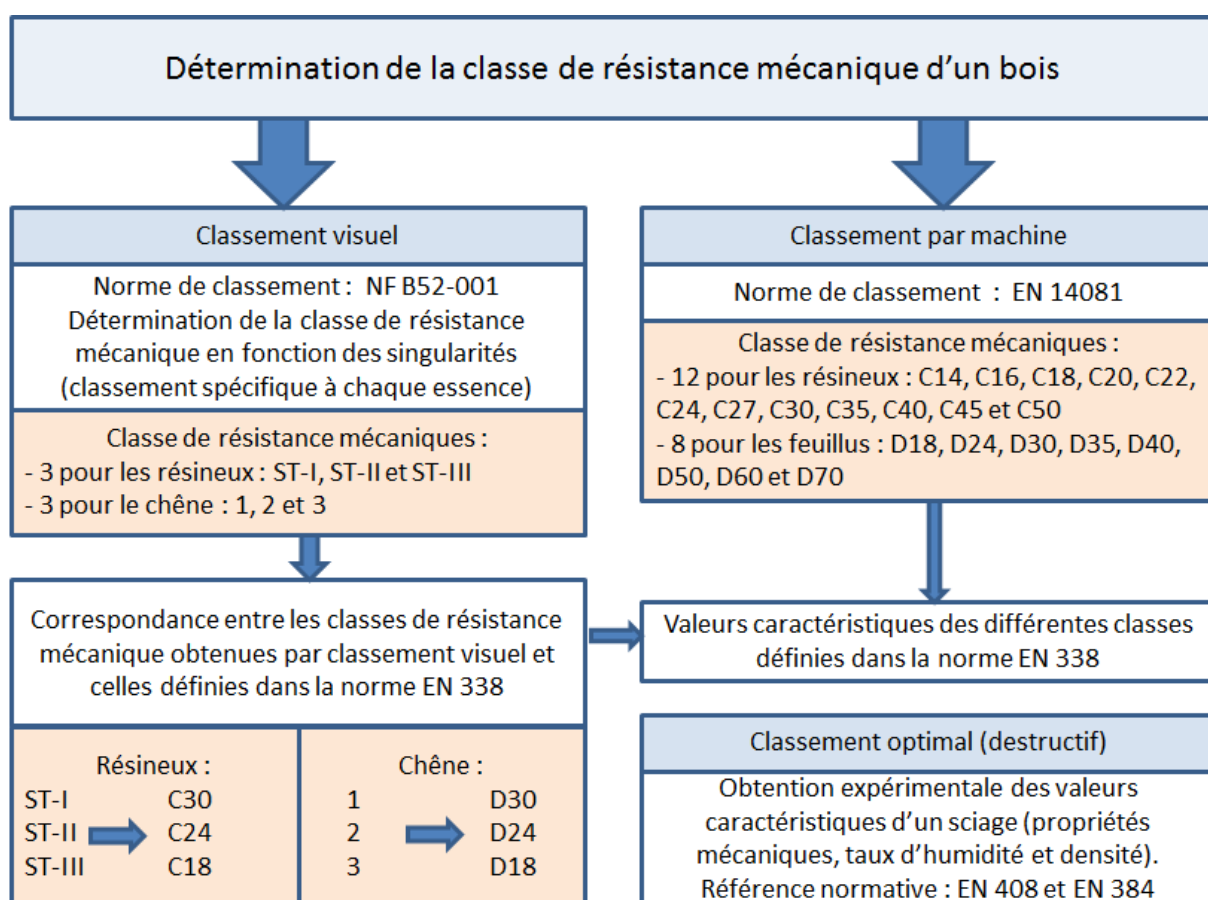 Détermination de la classe de résistance mécanique d'un bois
Classement visuel
Norme de classement : NF B52-001
Détermination de la classe de résistance
mécanique en fonction des singularités
(classement spécifique à chaque essence)
Classe de résistance mécaniques :
- 3 pour les résineux : ST-I, ST-II et ST-III
- 3 pour le chêne : 1, 2 et 3
Correspondance entre les classes de résistance
mécanique obtenues par classement visuel et
celles définies dans la norme EN 338
Résineux :
ST-I C30
ST-II C24
ST-III C18
Chêne :
1 D30
2 D24
3 D18
Classement par machine
Norme de classement : EN 14081
Classe de résistance mécaniques :
- 12 pour les résineux : C14, C16, C18, C20, C22,
C24, C27, C30, C35, C40, C45 et C50
- 8 pour les feuillus : D18, D24, D30, D35, D40,
D50, D60 et D70
Valeurs caractéristiques des différentes classes
définies dans la norme EN 338
Classement optimal (destructif)
Obtention expérimentale des valeurs
caractéristiques d'un sciage (propriétés
mécaniques, taux d'humidité et densité).
Référence normative : EN 408 et EN 384